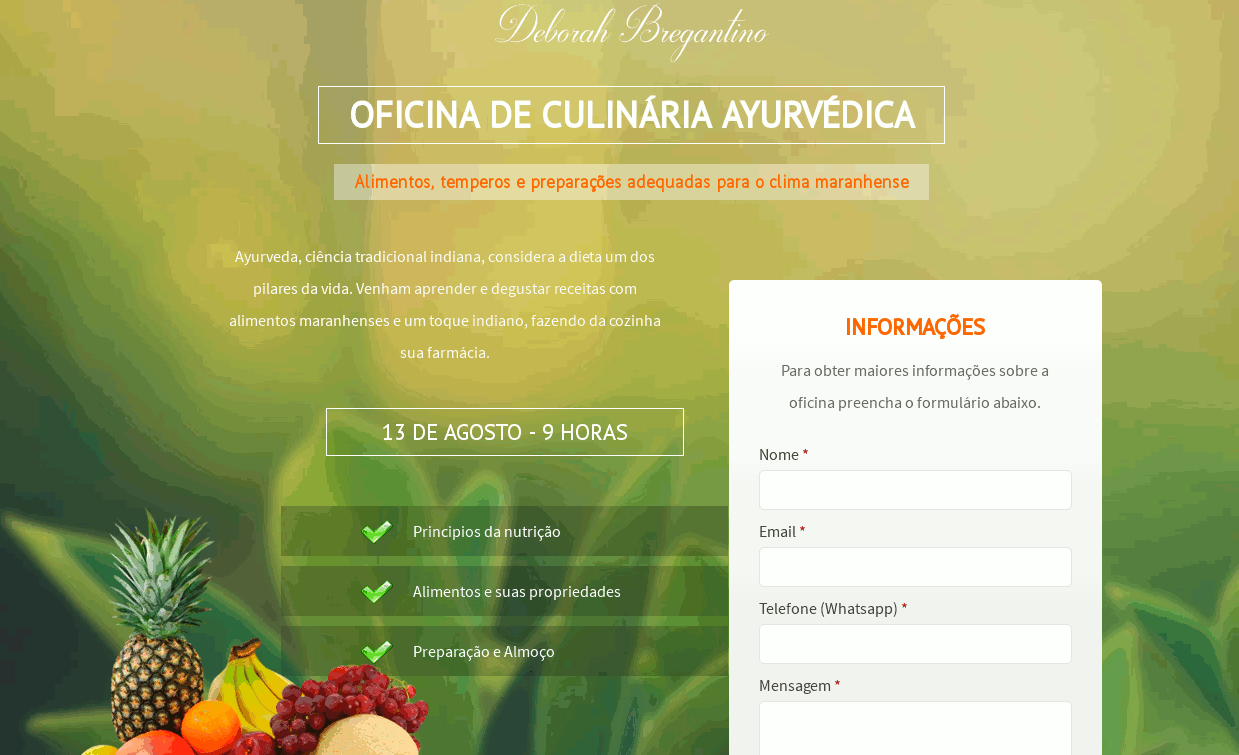 Deborah Bregantino
OFICINA DE CULINÁRIA AYURVÉDICA
Alimentos, temperos e preparações adequadas para o clima maranhense
Ayurveda, ciência tradicional indiana, considera a dieta um dos
pilares da vida. Venham aprender e degustar receitas com
alimentos maranhenses e um toque indiano, fazendo da cozinha
sua farmácia.
13 DE AGOSTO - 9 HORAS
Principios da nutrição
Alimentos e suas propriedades
Preparação e Almoço
INFORMAÇÕES
Para obter maiores informações sobre a
oficina preencha o formulário abaixo.
Nome *
Email *
Telefone (Whatsapp) *
Mensagem *